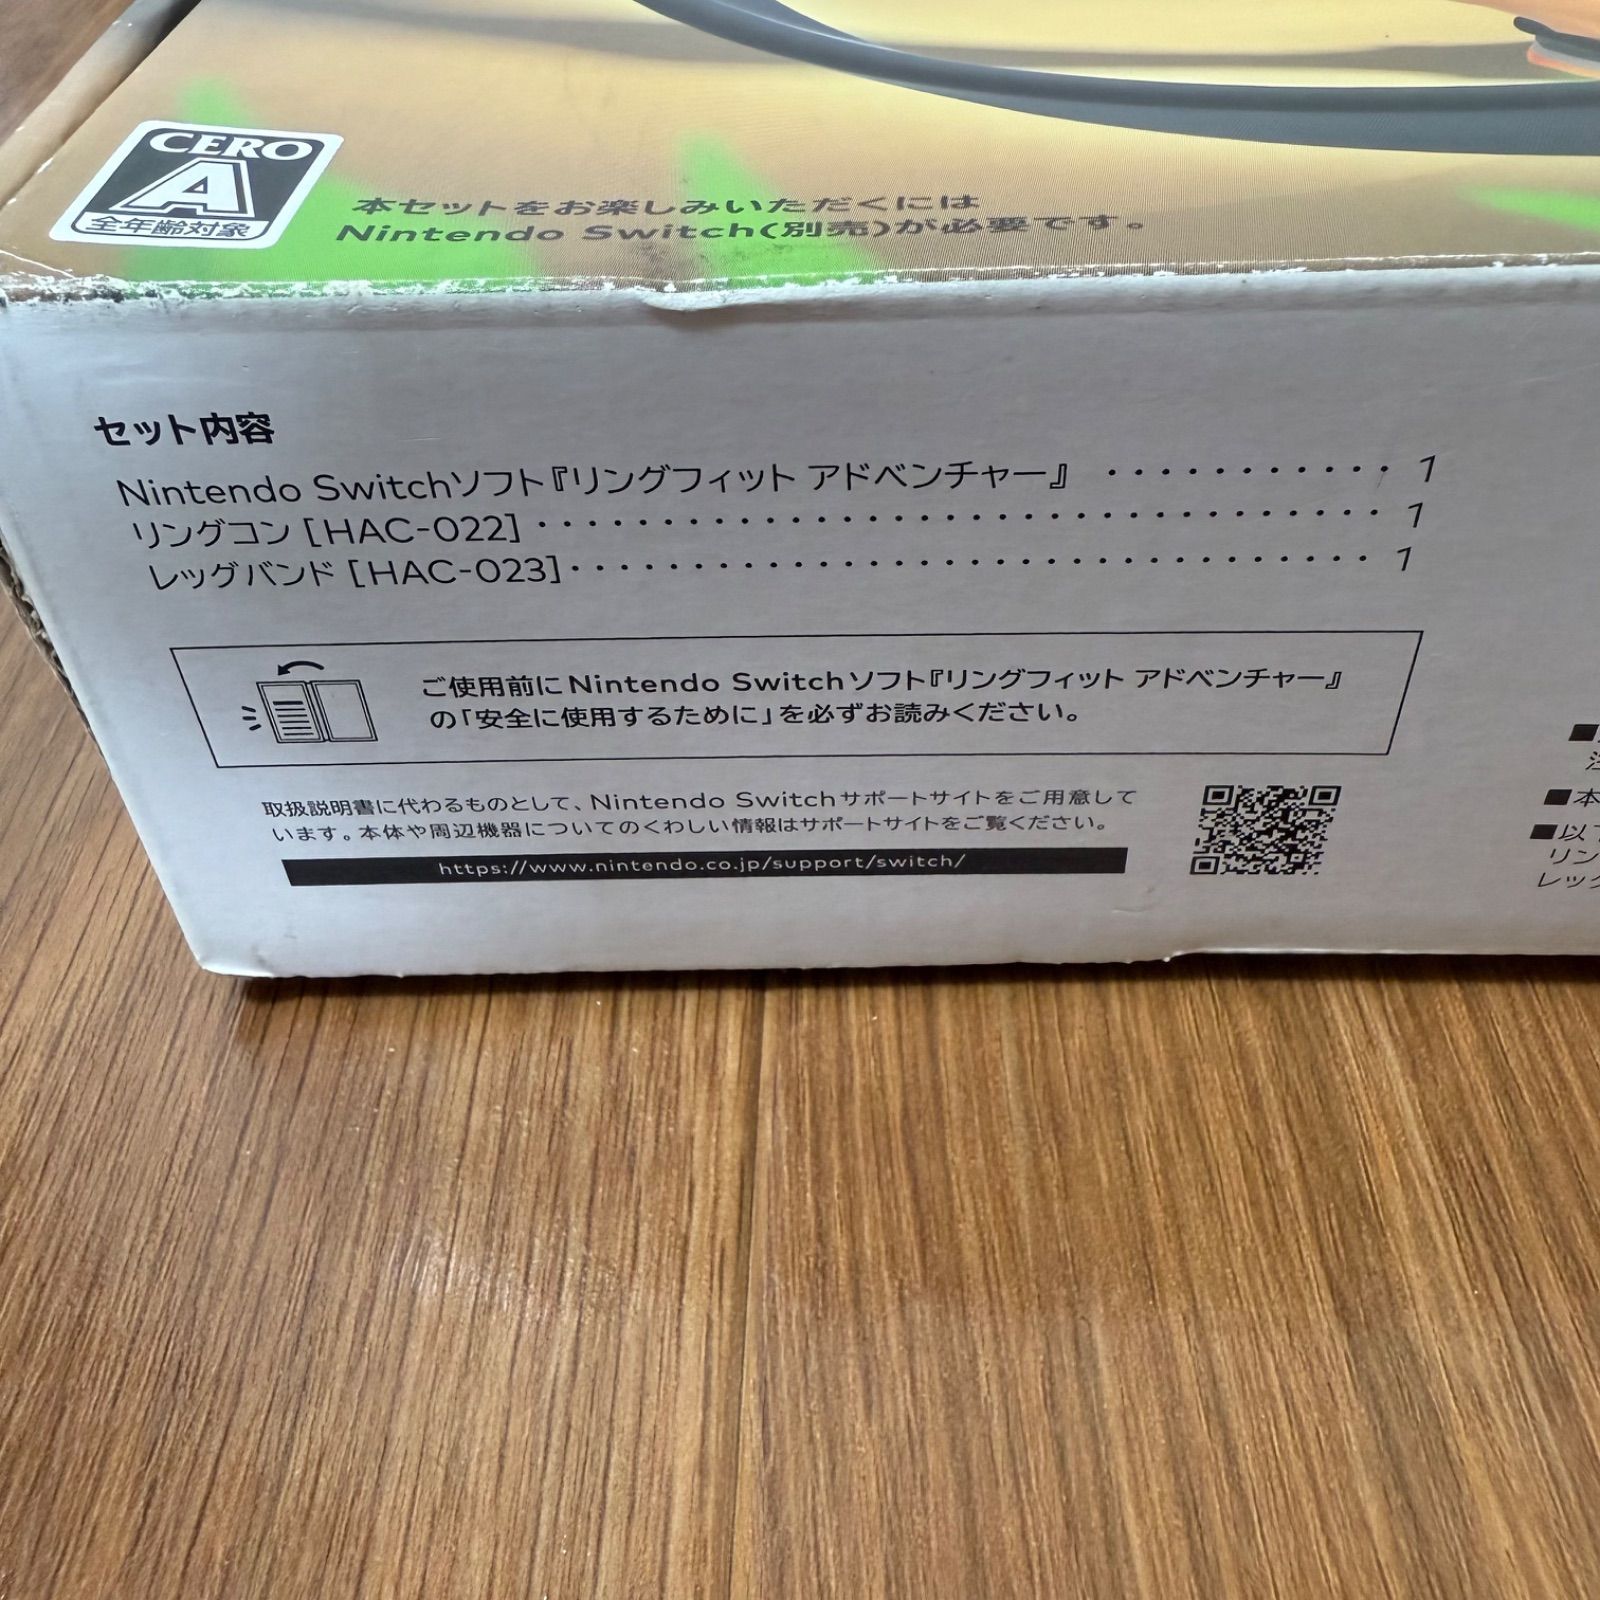 CERO
A
全年齢対象
本セットをお楽しみいただくには
Nintendo Switch(別売)が必要です。
セット内容
Nintendo Switchソフト『リングフィット アドベンチャー』 ・・・・・・・・・・・ 1
リングコン [HAC-022]・・・・・・・・・・・・・・・・・・・・・・・・・・・・・・・・・ 1
レッグバンド [HAC-023]・・・・・・・・・・・・・・・・・・・・・・・・・・・・・・・ 1
ご使用前にNintendo Switchソフト『リングフィット アドベンチャー』
の「安全に使用するために」を必ずお読みください。
取扱説明書に代わるものとして、Nintendo Switchサポートサイトをご用意して
います。本体や周辺機器についてのくわしい情報はサポートサイトをご覧ください。
https://www.nintendo.co.jp/support/switch/
■本
■以下
リン
レッグ